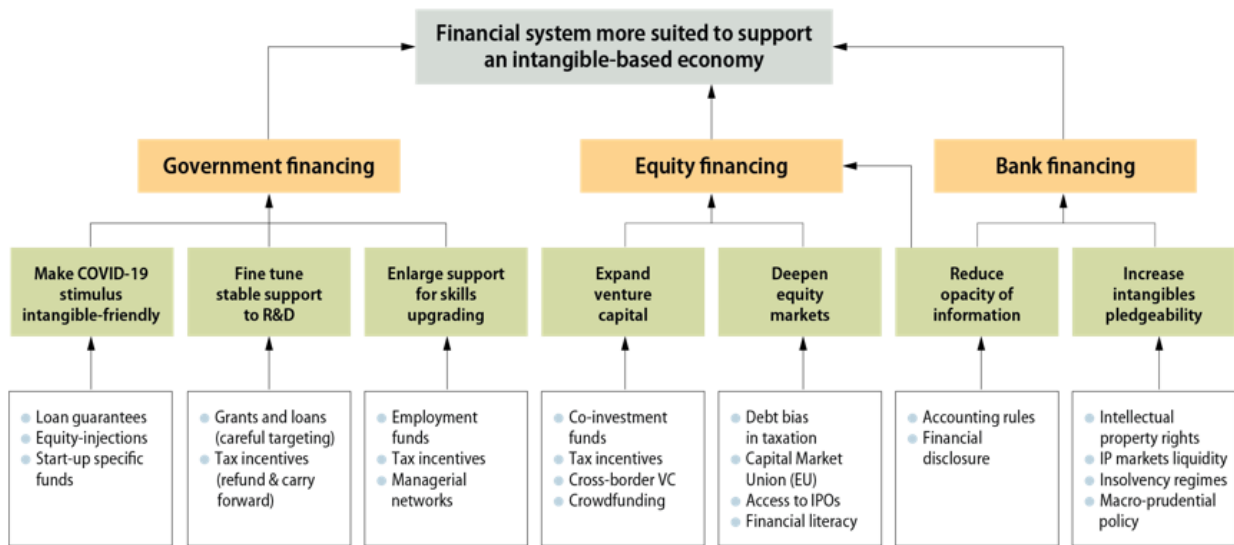 Financial system more suited to support
an intangible-based economy
Government financing
Equity financing
Bank financing
Make COVID-19
stimulus
intangible-friendly
Fine tune
stable support
to R&D
Enlarge support
for skills
upgrading
Expand
venture
capital
Deepen
equity
markets
Reduce
opacity of
information
Increase
intangibles
pledgeability
Loan guarantees
Equity-injections
Start-up specific
funds
Grants and loans
(careful targeting)
Tax incentives
(refund & carry
forward)
Employment
funds
Tax incentives
Managerial
networks
Co-investment
funds
Tax incentives
Cross-border VC
Crowdfunding
Debt bias
in taxation
Capital Market
Union (EU)
Access to IPOs
Financial literacy
Accounting rules
Financial
disclosure
Intellectual
property rights
IP markets liquidity
Insolvency regimes
Macro-prudential
policy